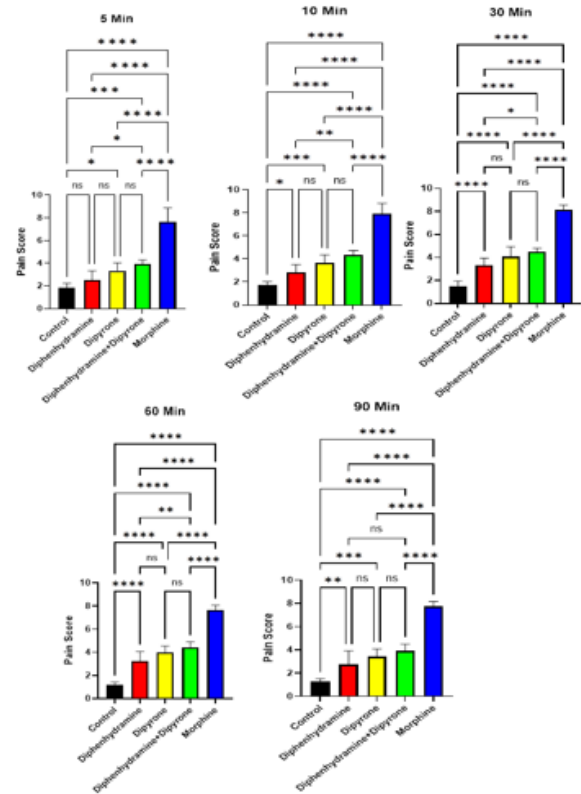 5 Min
****
****
***
****
*
*
****
ns
ns
ns
Pain Score
10
8
6
4
2
0
Control
Diphenhydramine
Dipyrone
Diphenhydramine+Dipyrone
Morphine
10 Min
****
****
****
****
**
***
****
*
ns
ns
Pain Score
10
8
6
4
2
0
Control
Diphenhydramine
Dipyrone
Diphenhydramine+Dipyrone
Morphine
30 Min
****
****
****
*
****
ns
****
****
****
ns
Pain Score
10
8
6
4
2
0
Control
Diphenhydramine
Dipyrone
Diphenhydramine+Dipyrone
Morphine
60 Min
****
****
****
**
****
ns
****
****
****
ns
Pain Score
10
8
6
4
2
0
Control
Diphenhydramine
Dipyrone
Diphenhydramine+Dipyrone
Morphine
90 Min
****
****
****
****
ns
***
****
**
ns
ns
Pain Score
10
8
6
4
2
0
Control
Diphenhydramine
Dipyrone
Diphenhydramine+Dipyrone
Morphine